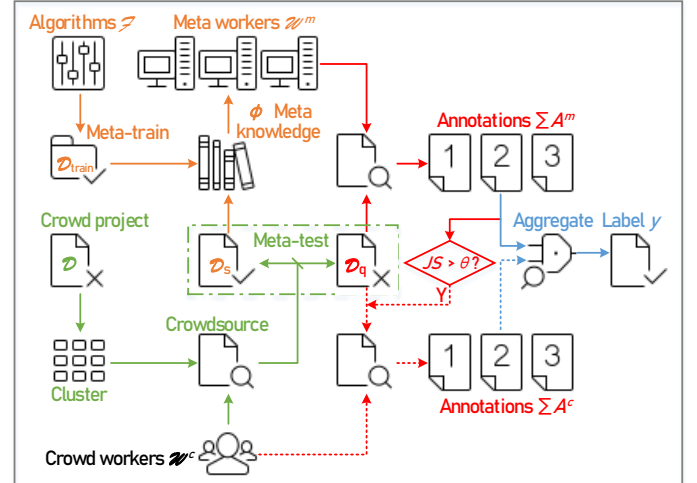 Algorithms 𝓕
Meta workers 𝓦ᵐ
ϕ Meta
knowledge
Meta-train
𝓓train
Annotations ∑Aᵐ
1 2 3
Crowd project
𝓓
Meta-test
𝓓s
𝓓q
JS > θ?
Y
Aggregate
Label y
Crowdsource
Cluster
1 2 3
Annotations ∑Aᶜ
Crowd workers 𝓦ᶜ